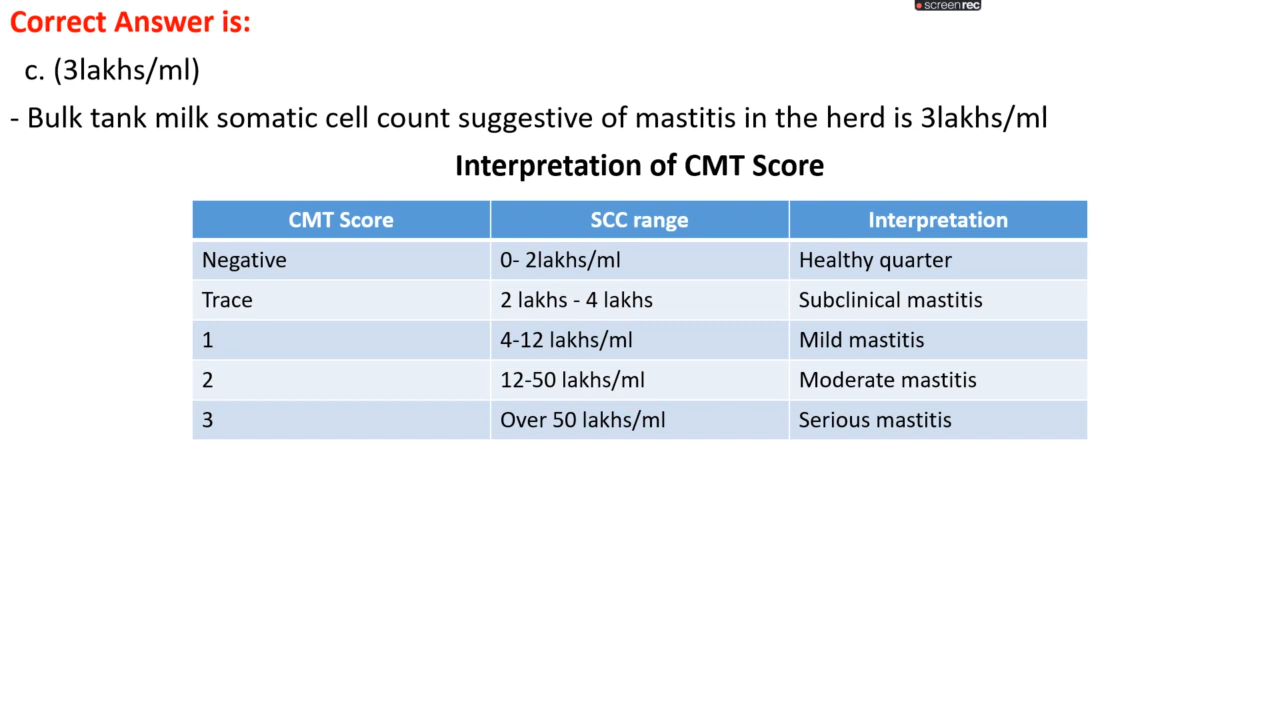 screenrec
Correct Answer is:
c. (3lakhs/ml)
- Bulk tank milk somatic cell count suggestive of mastitis in the herd is 3lakhs/ml
Interpretation of CMT Score
CMT Score SCC range Interpretation
Negative 0- 2lakhs/ml Healthy quarter
Trace 2 lakhs - 4 lakhs Subclinical mastitis
1 4-12 lakhs/ml Mild mastitis
2 12-50 lakhs/ml Moderate mastitis
3 Over 50 lakhs/ml Serious mastitis